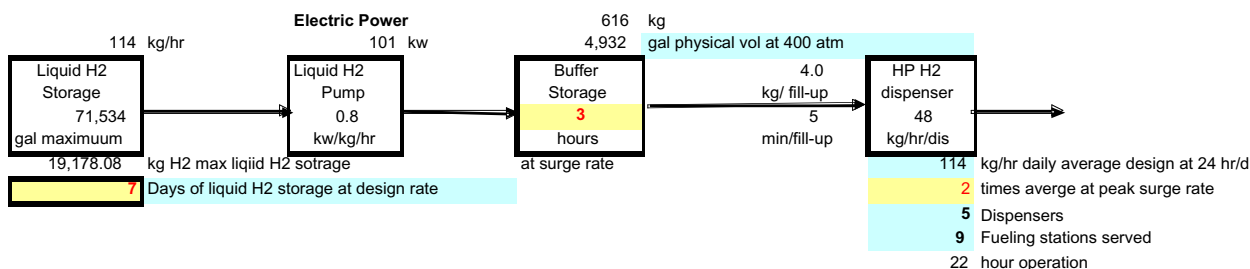 Electric Power
616 kg
114 kg/hr
101 kw
4,932 gal physical vol at 400 atm
Liquid H2
Storage
71,534
gal maximuum
Liquid H2
Pump
0.8
kw/kg/hr
Buffer
Storage
3
hours
4.0
kg/ fill-up
5
min/fill-up
HP H2
dispenser
48
kg/hr/dis
19,178.08 kg H2 max liqiid H2 sotrage
at surge rate
114 kg/hr daily average design at 24 hr/d
7 Days of liquid H2 storage at design rate
2 times averge at peak surge rate
5 Dispensers
9 Fueling stations served
22 hour operation